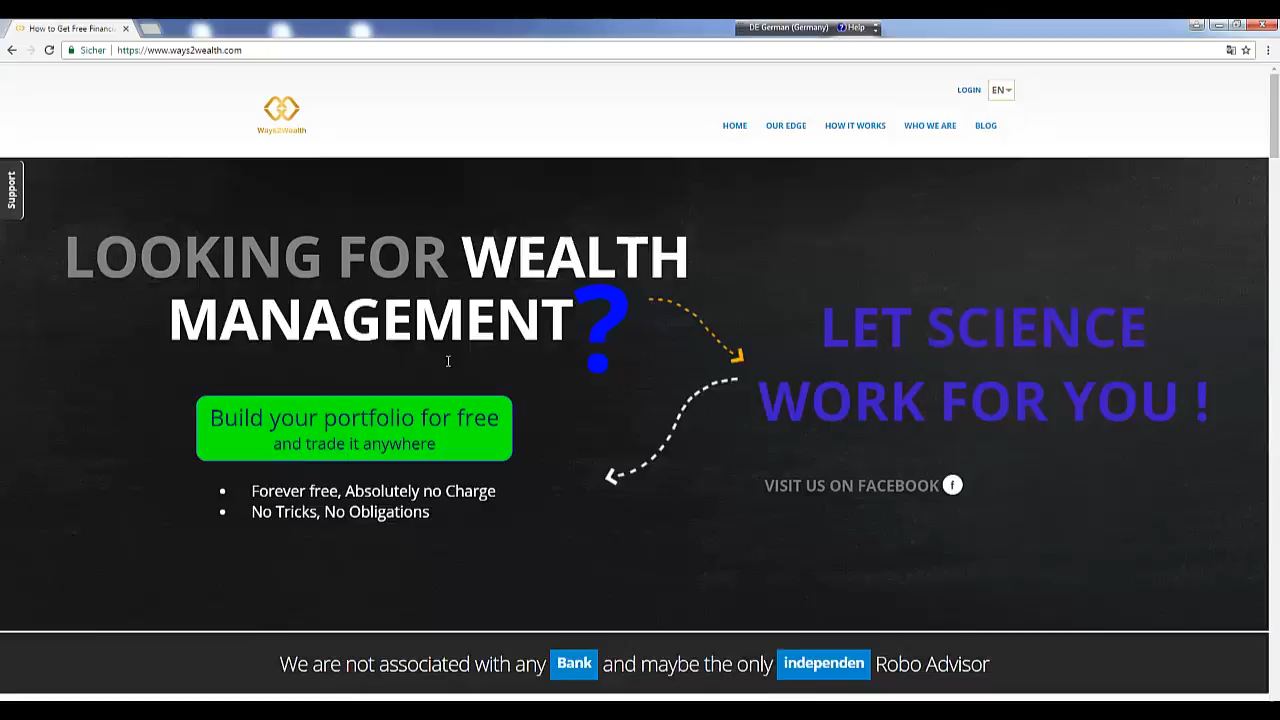 How to Get Free Financi
DE German (Germany) ? Help
Sicher https://www.ways2wealth.com
LOGIN EN
Ways2Wealth
HOME OUR EDGE HOW IT WORKS WHO WE ARE BLOG
Support
LOOKING FOR WEALTH
MANAGEMENT?
LET SCIENCE
WORK FOR YOU !
Build your portfolio for free
and trade it anywhere
• Forever free, Absolutely no Charge
• No Tricks, No Obligations
VISIT US ON FACEBOOK f
We are not associated with any Bank and maybe the only independen Robo Advisor